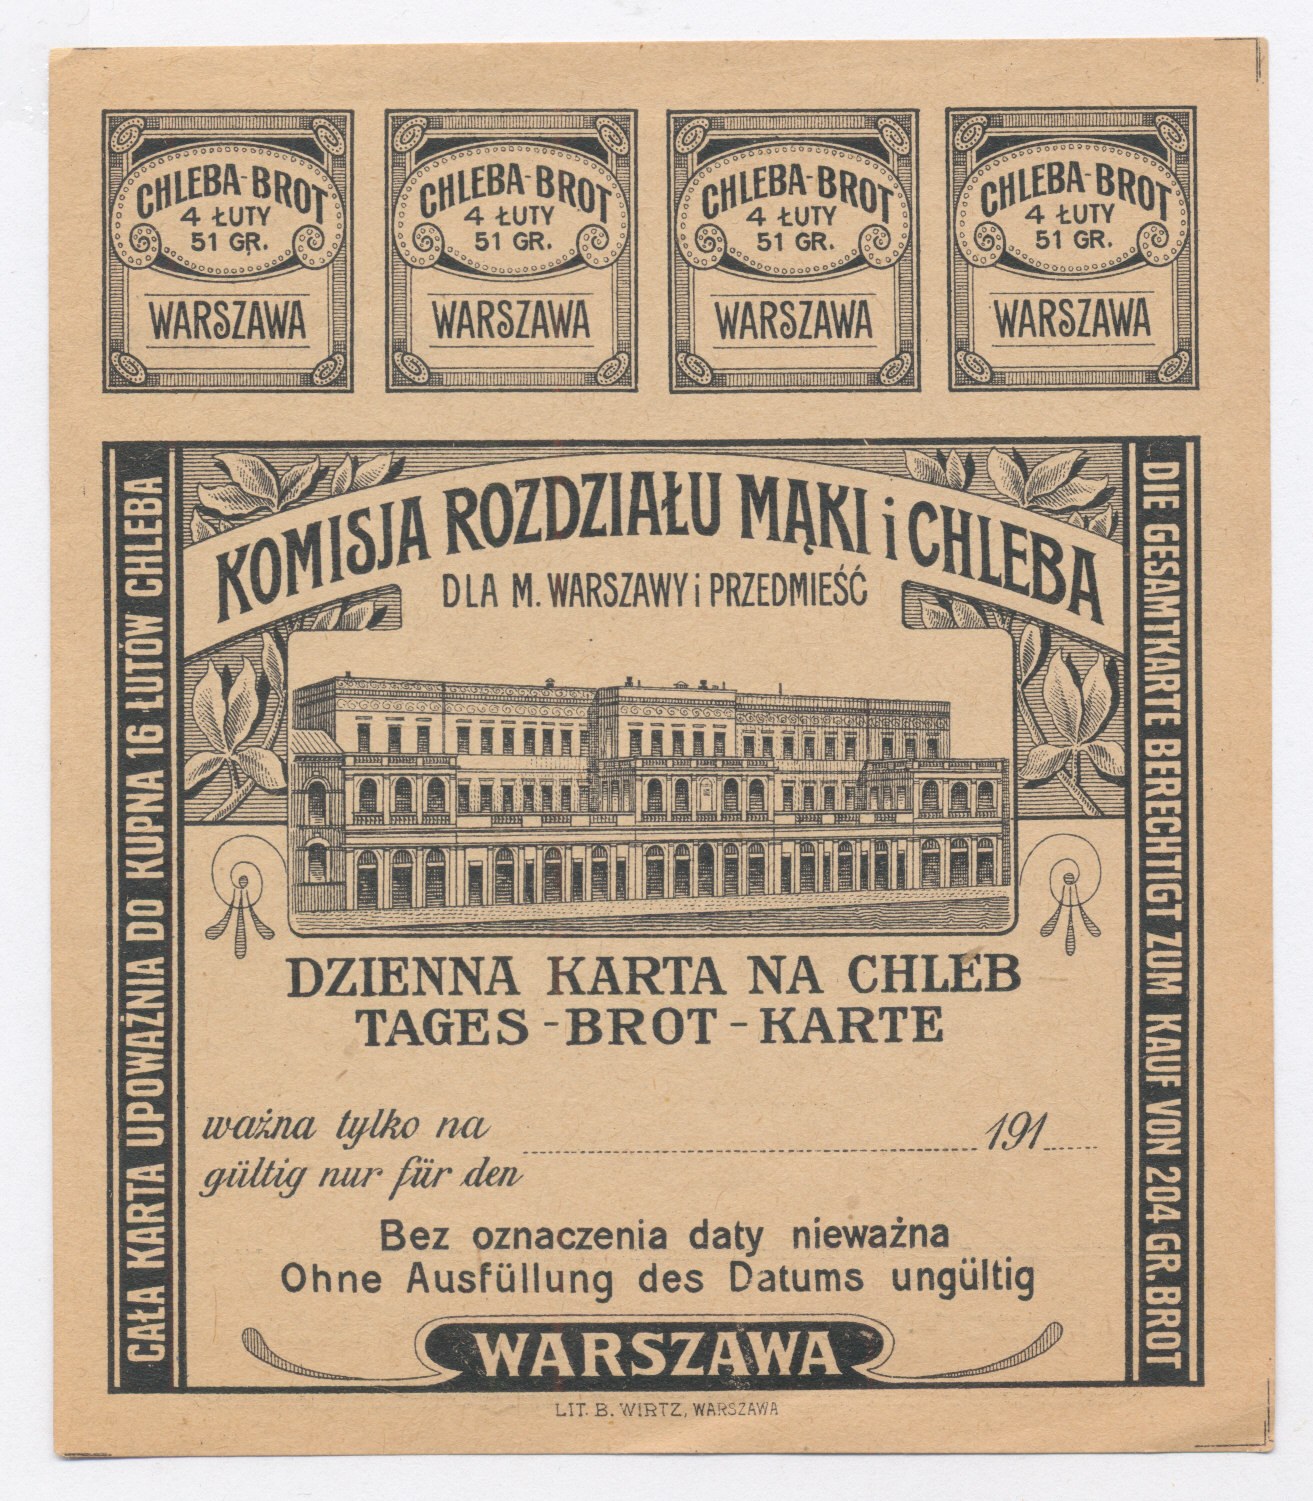 CHLEBA-BROT
4 ŁUTY
51 GR.
WARSZAWA
CHLEBA-BROT
4 ŁUTY
51 GR.
WARSZAWA
CHLEBA-BROT
4 ŁUTY
51 GR.
WARSZAWA
CHLEBA-BROT
4 ŁUTY
51 GR.
WARSZAWA
CAŁA KARTA UPOWAŻNIA DO KUPNA 16 ŁUTÓW CHLEBA
KOMISJA ROZDZIAŁU MĄKI i CHLEBA
DLA M. WARSZAWY i PRZEDMIEŚĆ
DZIENNA KARTA NA CHLEB
TAGES-BROT-KARTE
ważna tylko na
gültig nur für den 191
Bez oznaczenia daty nieważna
Ohne Ausfüllung des Datums ungültig
WARSZAWA
DIE GESAMTKARTE BERECHTIGT ZUM KAUF VON 204 GR. BROT
LIT. B. WIRTZ, WARSZAWA